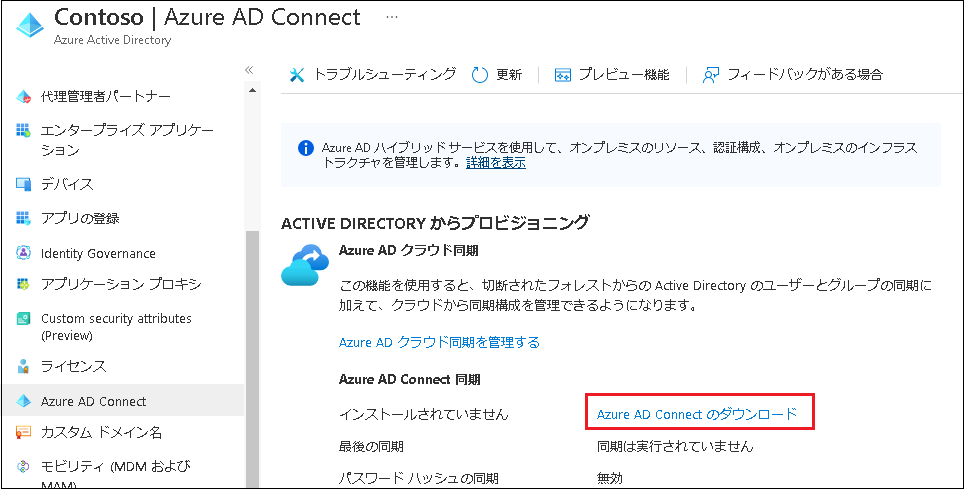 Contoso | Azure AD Connect ...
Azure Active Directory
«
トラブルシューティング 更新 プレビュー機能 フィードバックがある場合
代理管理者パートナー
エンタープライズ アプリケー
ション
デバイス
アプリの登録
Identity Governance
アプリケーション プロキシ
Custom security attributes
(Preview)
ライセンス
Azure AD Connect
カスタム ドメイン名
モビリティ (MDM および
MAM)
Azure AD ハイブリッド サービスを使用して、オンプレミスのリソース、認証構成、オンプレミスのインフラス
トラクチャを管理します。詳細を表示
ACTIVE DIRECTORY からプロビジョニング
Azure AD クラウド同期
この機能を使用すると、切断されたフォレストからの Active Directory のユーザーとグループの同期に
加えて、クラウドから同期構成を管理できるようになります。
Azure AD クラウド同期を管理する
Azure AD Connect 同期
インストールされていません Azure AD Connect のダウンロード
最後の同期 同期は実行されていません
パスワード ハッシュの同期 無効